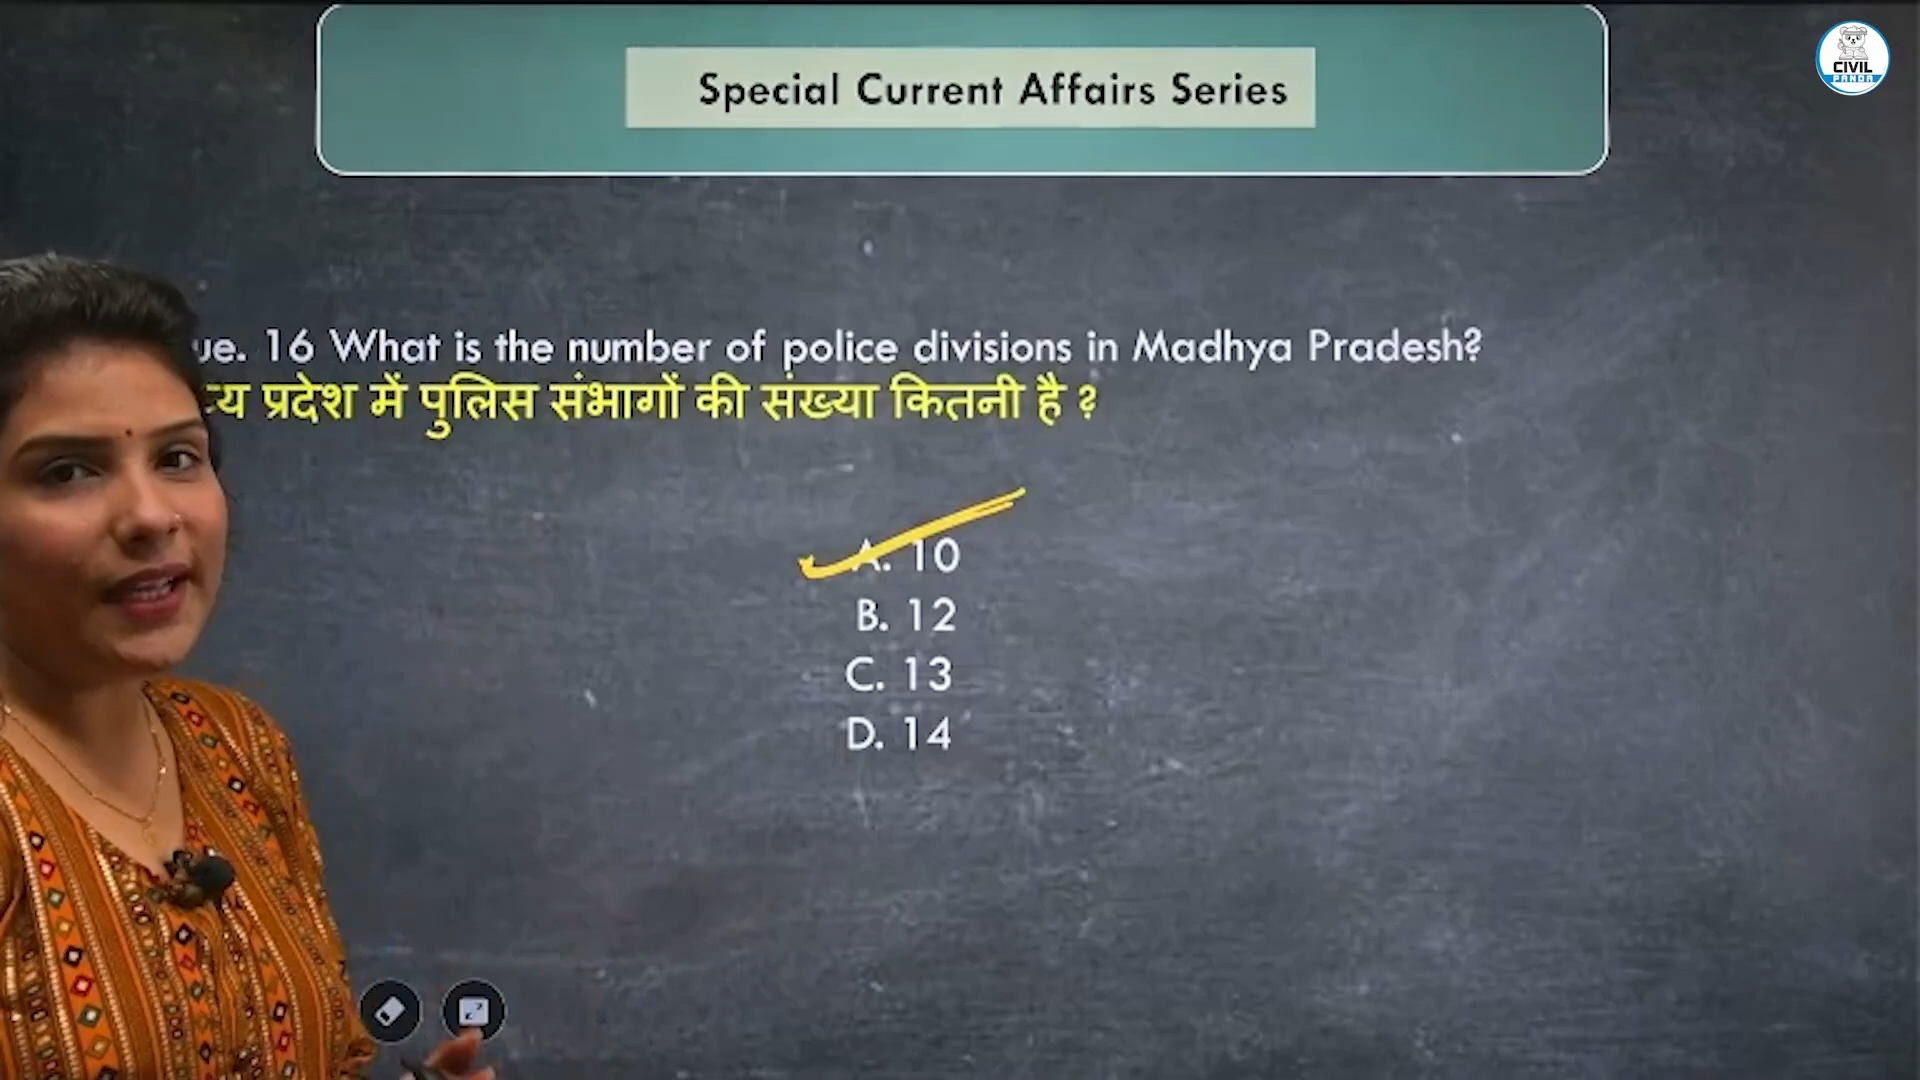 Special Current Affairs Series
CIVIL
PANDA
ue. 16 What is the number of police divisions in Madhya Pradesh?
प्रदेश में पुलिस संभागों की संख्या कितनी है ?
A. 10
B. 12
C. 13
D. 14